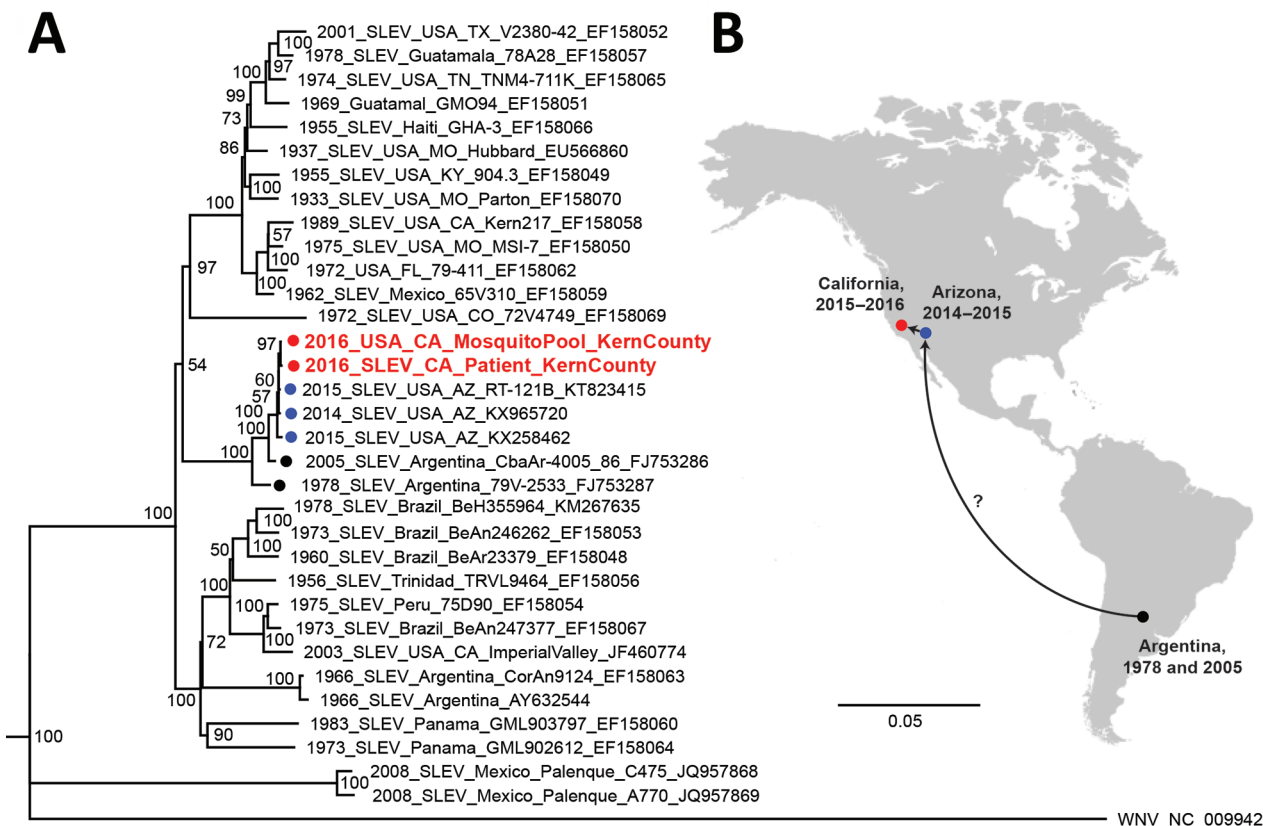 A
B
2001_SLEV_USA_TX_V2380-42_EF158052
100
1978_SLEV_Guatamala_78A28_EF158057
97
100
1974_SLEV_USA_TN_TNM4-711K_EF158065
99
1969_Guatamal_GMO94_EF158051
73
1955_SLEV_Haiti_GHA-3_EF158066
86
1937_SLEV_USA_MO_Hubbard_EU566860
1955_SLEV_USA_KY_904.3_EF158049
100
1933_SLEV_USA_MO_Parton_EF158070
100
1989_SLEV_USA_CA_Kern217_EF158058
57
1975_SLEV_USA_MO_MSI-7_EF158050
100
1972_USA_FL_79-411_EF158062
97
100
1962_SLEV_Mexico_65V310_EF158059
1972_SLEV_USA_CO_72V4749_EF158069
97
2016_USA_CA_MosquitoPool_KernCounty
54
2016_SLEV_CA_Patient_KernCounty
60
2015_SLEV_USA_AZ_RT-121B_KT823415
57
100
2014_SLEV_USA_AZ_KX965720
100
2015_SLEV_USA_AZ_KX258462
100
2005_SLEV_Argentina_CbaAr-4005_86_FJ753286
1978_SLEV_Argentina_79V-2533_FJ753287
100
1978_SLEV_Brazil_BeH355964_KM267635
100
1973_SLEV_Brazil_BeAn246262_EF158053
50
100
1960_SLEV_Brazil_BeAr23379_EF158048
100
1956_SLEV_Trinidad_TRVL9464_EF158056
100
1975_SLEV_Peru_75D90_EF158054
1973_SLEV_Brazil_BeAn247377_EF158067
72
100
2003_SLEV_USA_CA_ImperialValley_JF460774
100
1966_SLEV_Argentina_CorAn9124_EF158063
100
1966_SLEV_Argentina_AY632544
1983_SLEV_Panama_GML903797_EF158060
90
1973_SLEV_Panama_GML902612_EF158064
100
2008_SLEV_Mexico_Palenque_C475_JQ957868
100
2008_SLEV_Mexico_Palenque_A770_JQ957869
WNV_NC_009942
California,
2015–2016
Arizona,
2014–2015
?
Argentina,
1978 and 2005
0.05